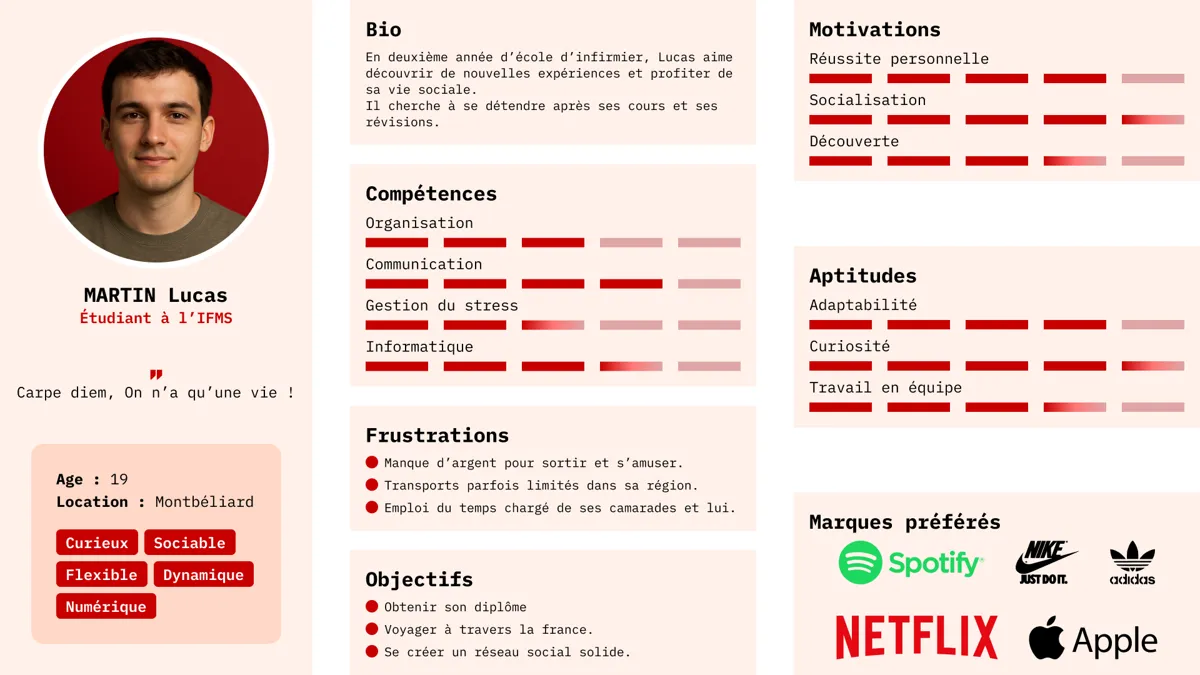 MARTIN Lucas
Étudiant à l’IFMS
Carpe diem, On n’a qu’une vie !
Age : 19
Location : Montbéliard
Curieux
Sociable
Flexible
Dynamique
Numérique
Bio
En deuxième année d’école d’infirmier, Lucas aime
découvrir de nouvelles expériences et profiter de
sa vie sociale.
Il cherche à se détendre après ses cours et ses
révisions.
Compétences
Organisation
Communication
Gestion du stress
Informatique
Frustrations
Manque d’argent pour sortir et s’amuser.
Transports parfois limités dans sa région.
Emploi du temps chargé de ses camarades et lui.
Objectifs
Obtenir son diplôme
Voyager à travers la france.
Se créer un réseau social solide.
Motivations
Réussite personnelle
Socialisation
Découverte
Aptitudes
Adaptabilité
Curiosité
Travail en équipe
Marques préférés
Spotify
NIKE
JUST DO IT.
adidas
NETFLIX
Apple